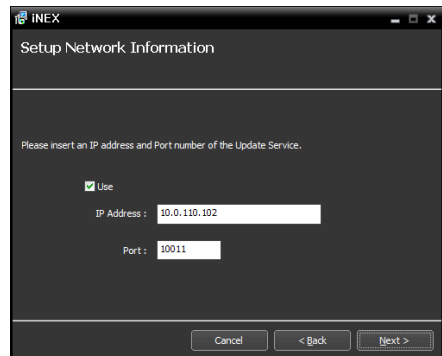 iNEX
Setup Network Information
Please insert an IP address and Port number of the Update Service.
Use
IP Address : 10.0.110.102
Port : 10011
Cancel < Back Next >